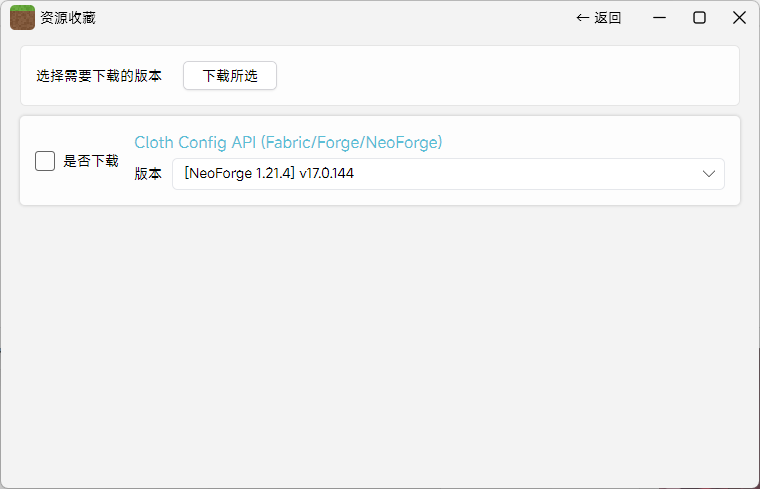 资源收藏
← 返回
选择需要下载的版本
下载所选
是否下载
Cloth Config API (Fabric/Forge/NeoForge)
版本
[NeoForge 1.21.4] v17.0.144